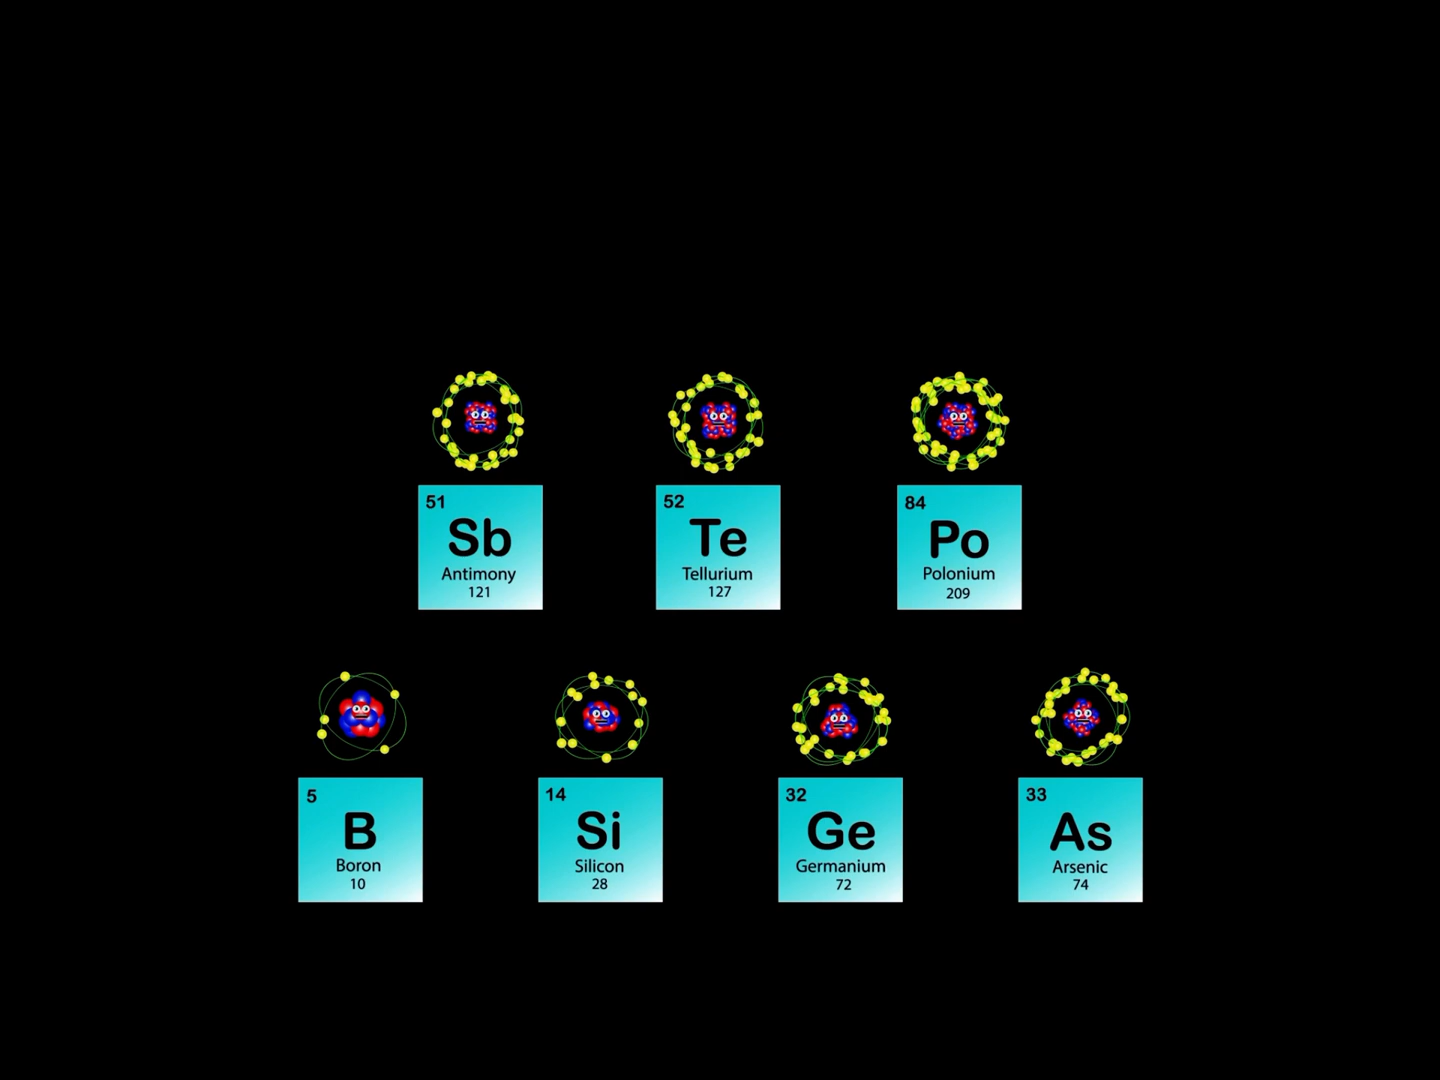 51
Sb
Antimony
121
52
Te
Tellurium
127
84
Po
Polonium
209
5
B
Boron
10
14
Si
Silicon
28
32
Ge
Germanium
72
33
As
Arsenic
74